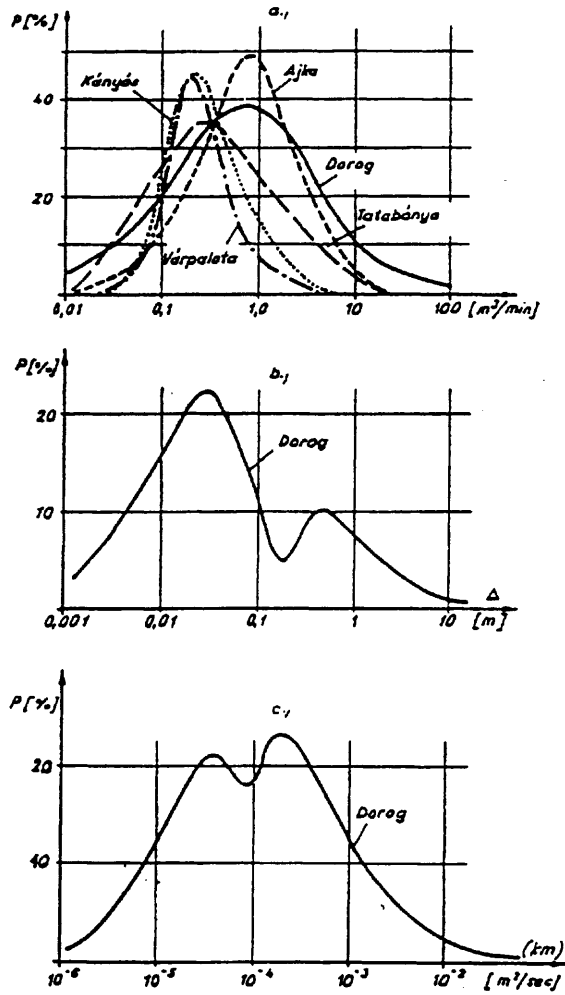 P [%]
a.,
Kányás
Ajka
40
Dorog
20
Tatabánya
Várpalota
0,01 0,1 1,0 10 100 [m³/min]
P [%]
b.,
20
Dorog
10
Δ
0,001 0,01 0,1 1 10 [m]
P [%]
c.,
20
Dorog
40
(km)
10⁻⁶ 10⁻⁵ 10⁻⁴ 10⁻³ 10⁻² [m²/sec]